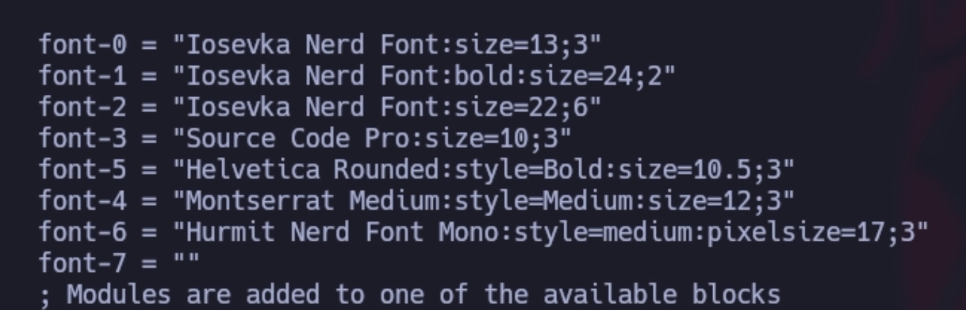 font-0 = "Iosevka Nerd Font:size=13;3"
font-1 = "Iosevka Nerd Font:bold:size=24;2"
font-2 = "Iosevka Nerd Font:size=22;6"
font-3 = "Source Code Pro:size=10;3"
font-5 = "Helvetica Rounded:style=Bold:size=10.5;3"
font-4 = "Montserrat Medium:style=Medium:size=12;3"
font-6 = "Hurmit Nerd Font Mono:style=medium:pixelsize=17;3"
font-7 = ""
; Modules are added to one of the available blocks